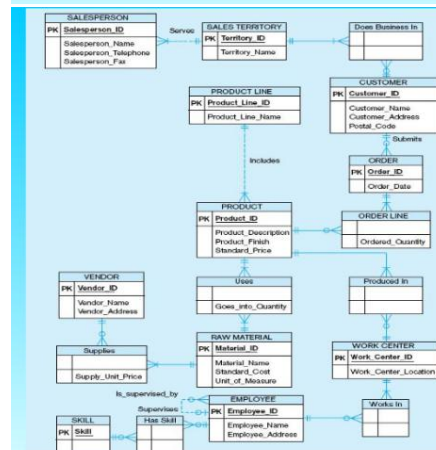 SALESPERSON
PK Salesperson_ID
Salesperson_Name
Salesperson_Telephone
Salesperson_Fax
Serves
SALES TERRITORY
PK Territory_ID
Territory_Name
Does Business In
PRODUCT LINE
PK Product_Line_ID
Product_Line_Name
CUSTOMER
PK Customer_ID
Customer_Name
Customer_Address
Postal_Code
Submits
Includes
ORDER
PK Order_ID
Order_Date
PRODUCT
PK Product_ID
Product_Description
Product_Finish
Standard_Price
ORDER LINE
Ordered_Quantity
VENDOR
PK Vendor_ID
Vendor_Name
Vendor_Address
Uses
Goes_into_Quantity
Produced In
Supplies
Supply_Unit_Price
RAW MATERIAL
PK Material_ID
Material_Name
Standard_Cost
Unit_of_Measure
WORK CENTER
PK Work_Center_ID
Work_Center_Location
Is_supervised_by
Supervises
EMPLOYEE
PK Employee_ID
Employee_Name
Employee_Address
Works In
SKILL
PK Skill
Has Skill